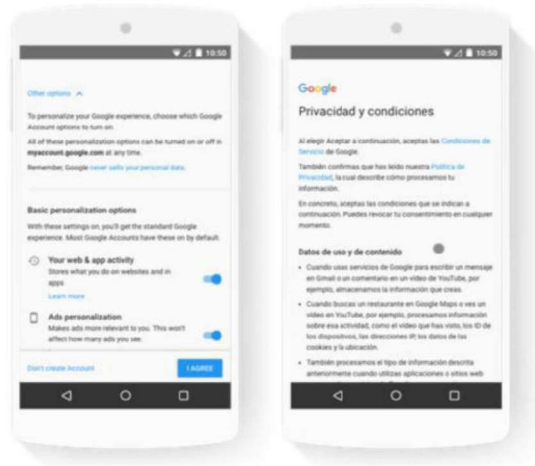 10:50
Other options
To personalize your Google experience, choose which Google
Account options to turn on.
All of these personalization options can be turned on or off in
myaccount.google.com at any time.
Remember, Google never sells your personal data.
Basic personalization options
With these settings on, you'll get the standard Google
experience. Most Google Accounts have these on by default.
Your web & app activity
Stores what you do on websites and in
apps
Learn more
Ads personalization
Makes ads more relevant to you. This won't
affect how many ads you see.
Don't create Account
I AGREE
10:50
Google
Privacidad y condiciones
Al elegir Aceptar a continuación, aceptas las Condiciones de
Servicio de Google.
También confirmas que has leído nuestra Política de
Privacidad, la cual describe cómo procesamos tu
información.
En concreto, aceptas las condiciones que se indican a
continuación. Puedes revocar tu consentimiento en cualquier
momento.
Datos de uso y de contenido
• Cuando usas servicios de Google para escribir un mensaje
en Gmail o un comentario en un vídeo de YouTube, por
ejemplo, almacenamos la información que creas.
• Cuando buscas un restaurante en Google Maps o ves un
vídeo en YouTube, por ejemplo, procesamos información
sobre esa actividad, como el vídeo que has visto, los ID de
los dispositivos, las direcciones IP, los datos de las
cookies y la ubicación.
• También procesamos el tipo de información descrita
anteriormente cuando utilizas aplicaciones o sitios web